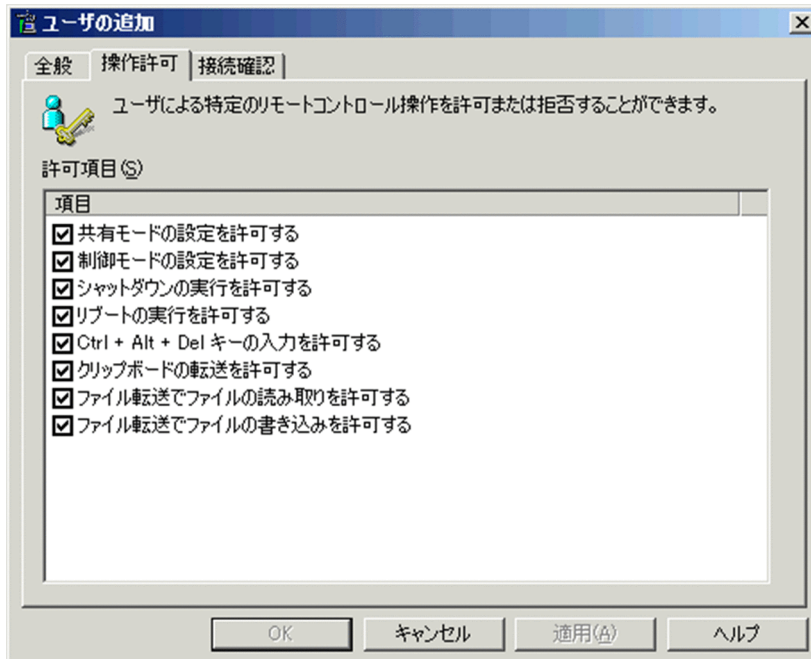 ユーザの追加
全般 操作許可 接続確認
ユーザによる特定のリモートコントロール操作を許可または拒否することができます。
許可項目(S)
項目
共有モードの設定を許可する
制御モードの設定を許可する
シャットダウンの実行を許可する
リブートの実行を許可する
Ctrl + Alt + Del キーの入力を許可する
クリップボードの転送を許可する
ファイル転送でファイルの読み取りを許可する
ファイル転送でファイルの書き込みを許可する
OK キャンセル 適用(A) ヘルプ